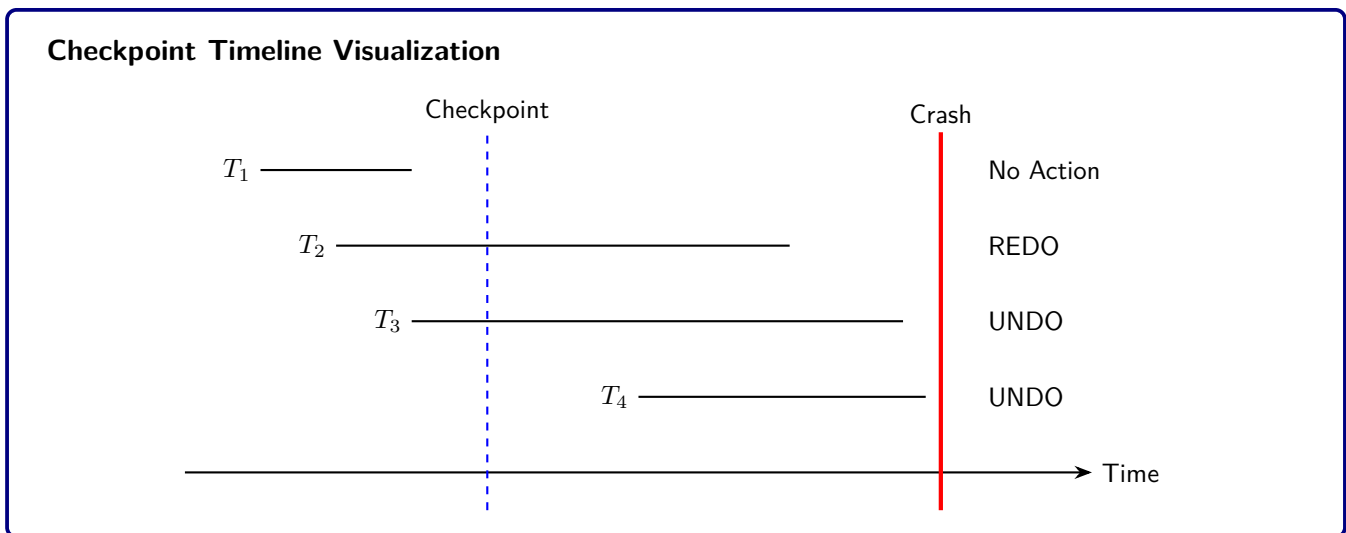 Checkpoint Timeline Visualization
Checkpoint
Crash
T₁ No Action
T₂ REDO
T₃ UNDO
T₄ UNDO
Time